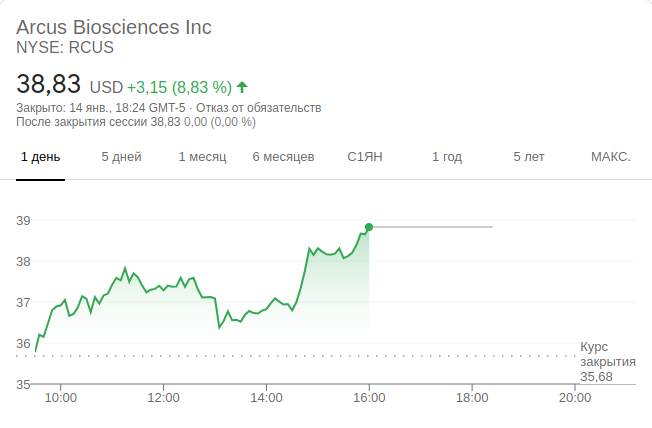 Arcus Biosciences Inc
NYSE: RCUS
38,83 USD +3,15 (8,83 %)
Закрыто: 14 янв., 18:24 GMT-5 · Отказ от обязательств
После закрытия сессии 38,83 0,00 (0,00 %)
1 день 5 дней 1 месяц 6 месяцев С1ЯН 1 год 5 лет МАКС.
39
38
37
36
35
Курс
закрытия
35,68
10:00 12:00 14:00 16:00 18:00 20:00